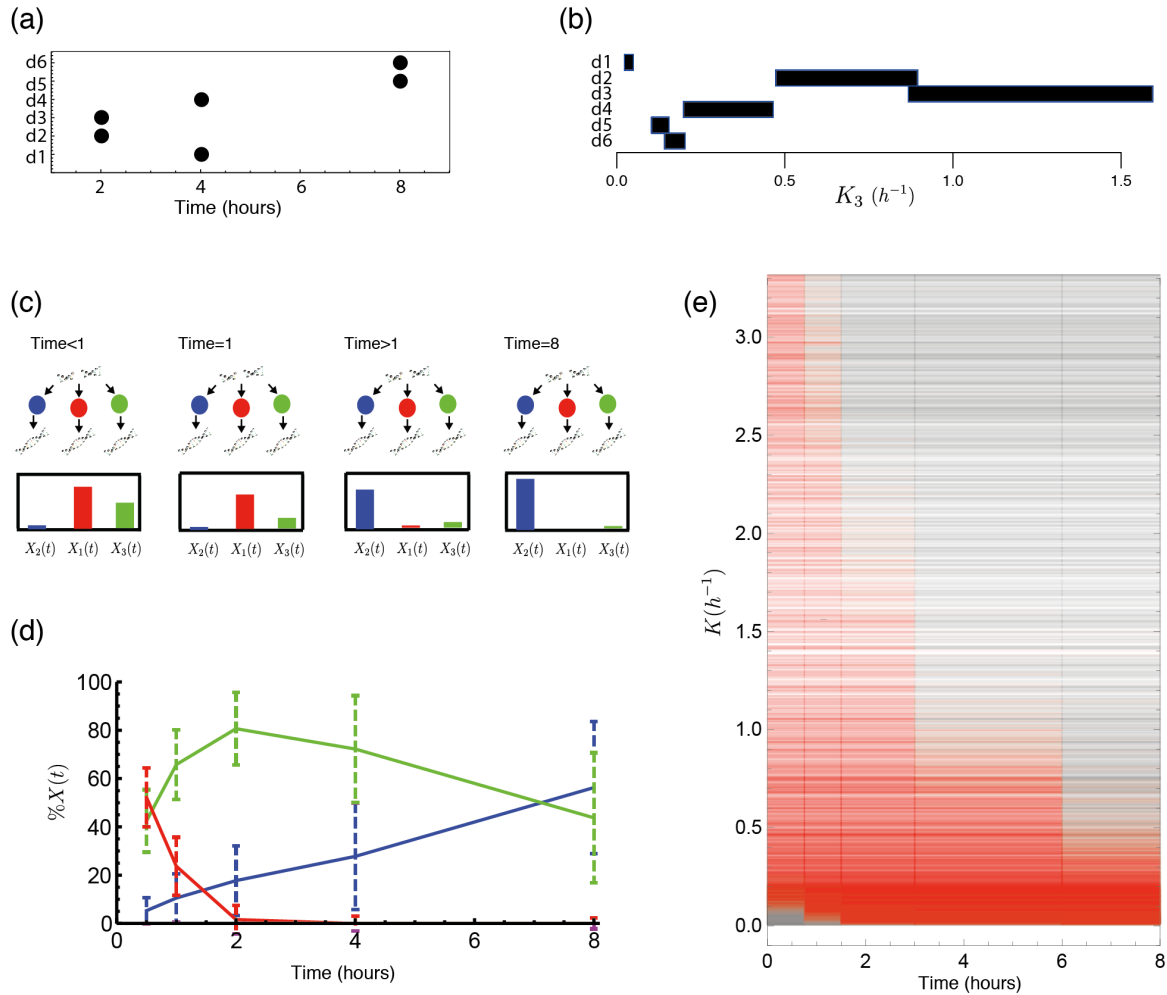 (a)
d6
d5
d4
d3
d2
d1
2 4 6 8
Time (hours)
(b)
d1
d2
d3
d4
d5
d6
0.0 0.5 1.0 1.5
K₃ (h⁻¹)
(c)
Time<1 Time=1 Time>1 Time=8
X₂(t) X₁(t) X₃(t) X₂(t) X₁(t) X₃(t) X₂(t) X₁(t) X₃(t) X₂(t) X₁(t) X₃(t)
(d)
100
80
60
40
20
0
%X(t)
0 2 4 6 8
Time (hours)
(e)
3.0
2.5
2.0
1.5
1.0
0.5
0.0
K(h⁻¹)
0 2 4 6 8
Time (hours)